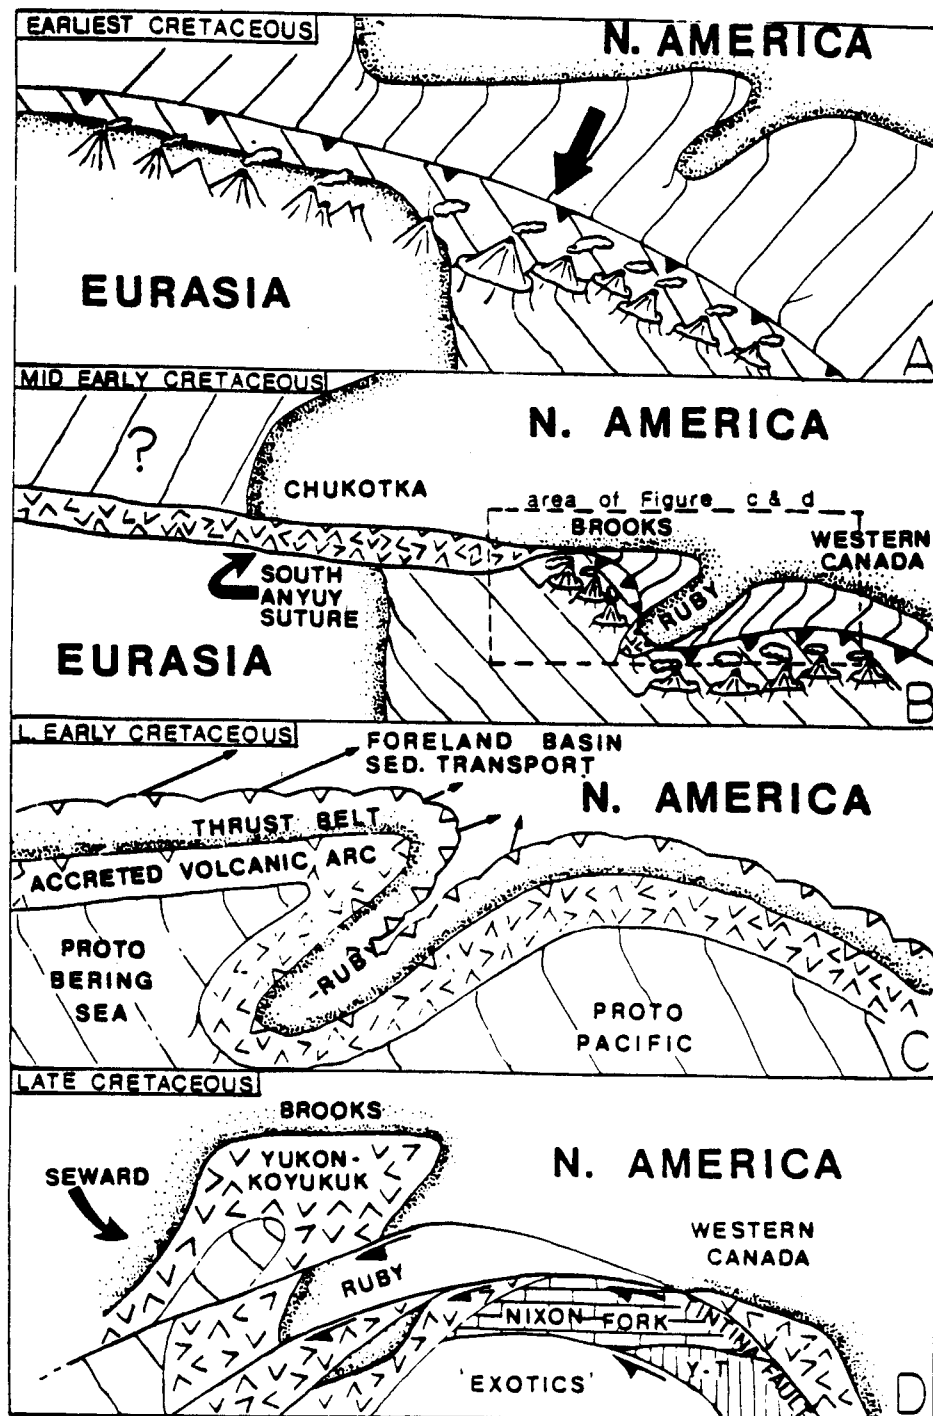 EARLIEST CRETACEOUS
N. AMERICA
EURASIA
A
MID EARLY CRETACEOUS
N. AMERICA
?
CHUKOTKA
area of Figure c & d
BROOKS
WESTERN
CANADA
SOUTH
ANYUY
SUTURE
RUBY
EURASIA
B
L. EARLY CRETACEOUS
FORELAND BASIN
SED. TRANSPORT
N. AMERICA
THRUST BELT
ACCRETED VOLCANIC ARC
RUBY
PROTO
BERING
SEA
PROTO
PACIFIC
C
LATE CRETACEOUS
BROOKS
YUKON-
KOYUKUK
N. AMERICA
SEWARD
WESTERN
CANADA
RUBY
NIXON FORK
TINTINA FAULT
Y-T
'EXOTICS'
D